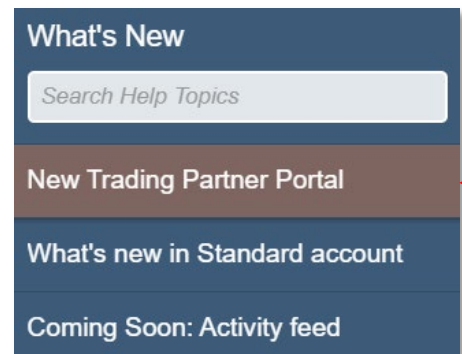 What's New
Search Help Topics
New Trading Partner Portal
What's new in Standard account
Coming Soon: Activity feed